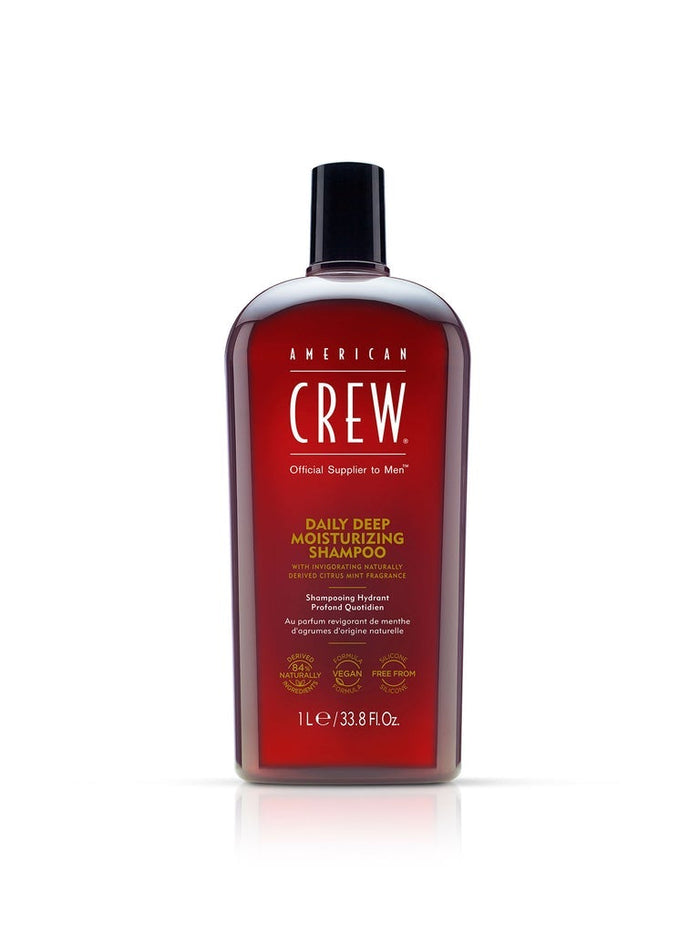 AMERICAN
CREW®
Official Supplier to Men™
DAILY DEEP
MOISTURIZING
SHAMPOO
WITH INVIGORATING NATURALLY
DERIVED CITRUS MINT FRAGRANCE
Shampooing Hydrant
Profond Quotidien
Au parfum revigorant de menthe
d'agrumes d'origine naturelle
DERIVED
84%
NATURALLY
INGREDIENTS
FORMULA
VEGAN
FORMULA
SILICONE
FREE FROM
SILICONE
1 L ℮ / 33.8 Fl.Oz.